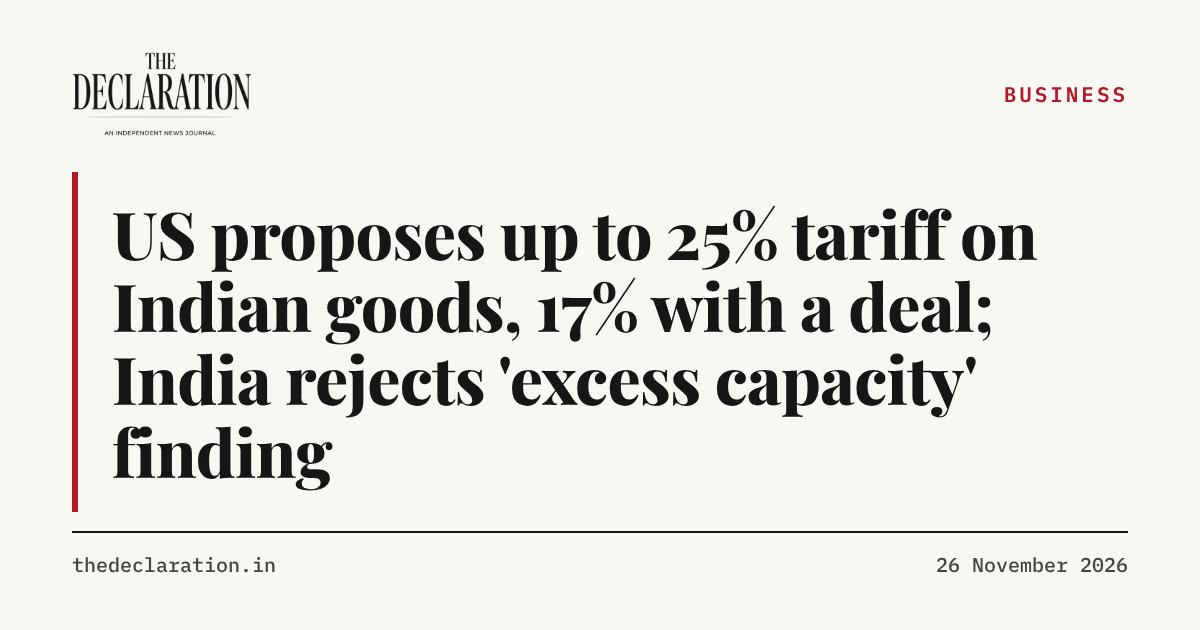 THE
DECLARATION
AN INDEPENDENT NEWS JOURNAL
BUSINESS
US proposes up to 25% tariff on
Indian goods, 17% with a deal;
India rejects 'excess capacity'
finding
thedeclaration.in
26 November 2026